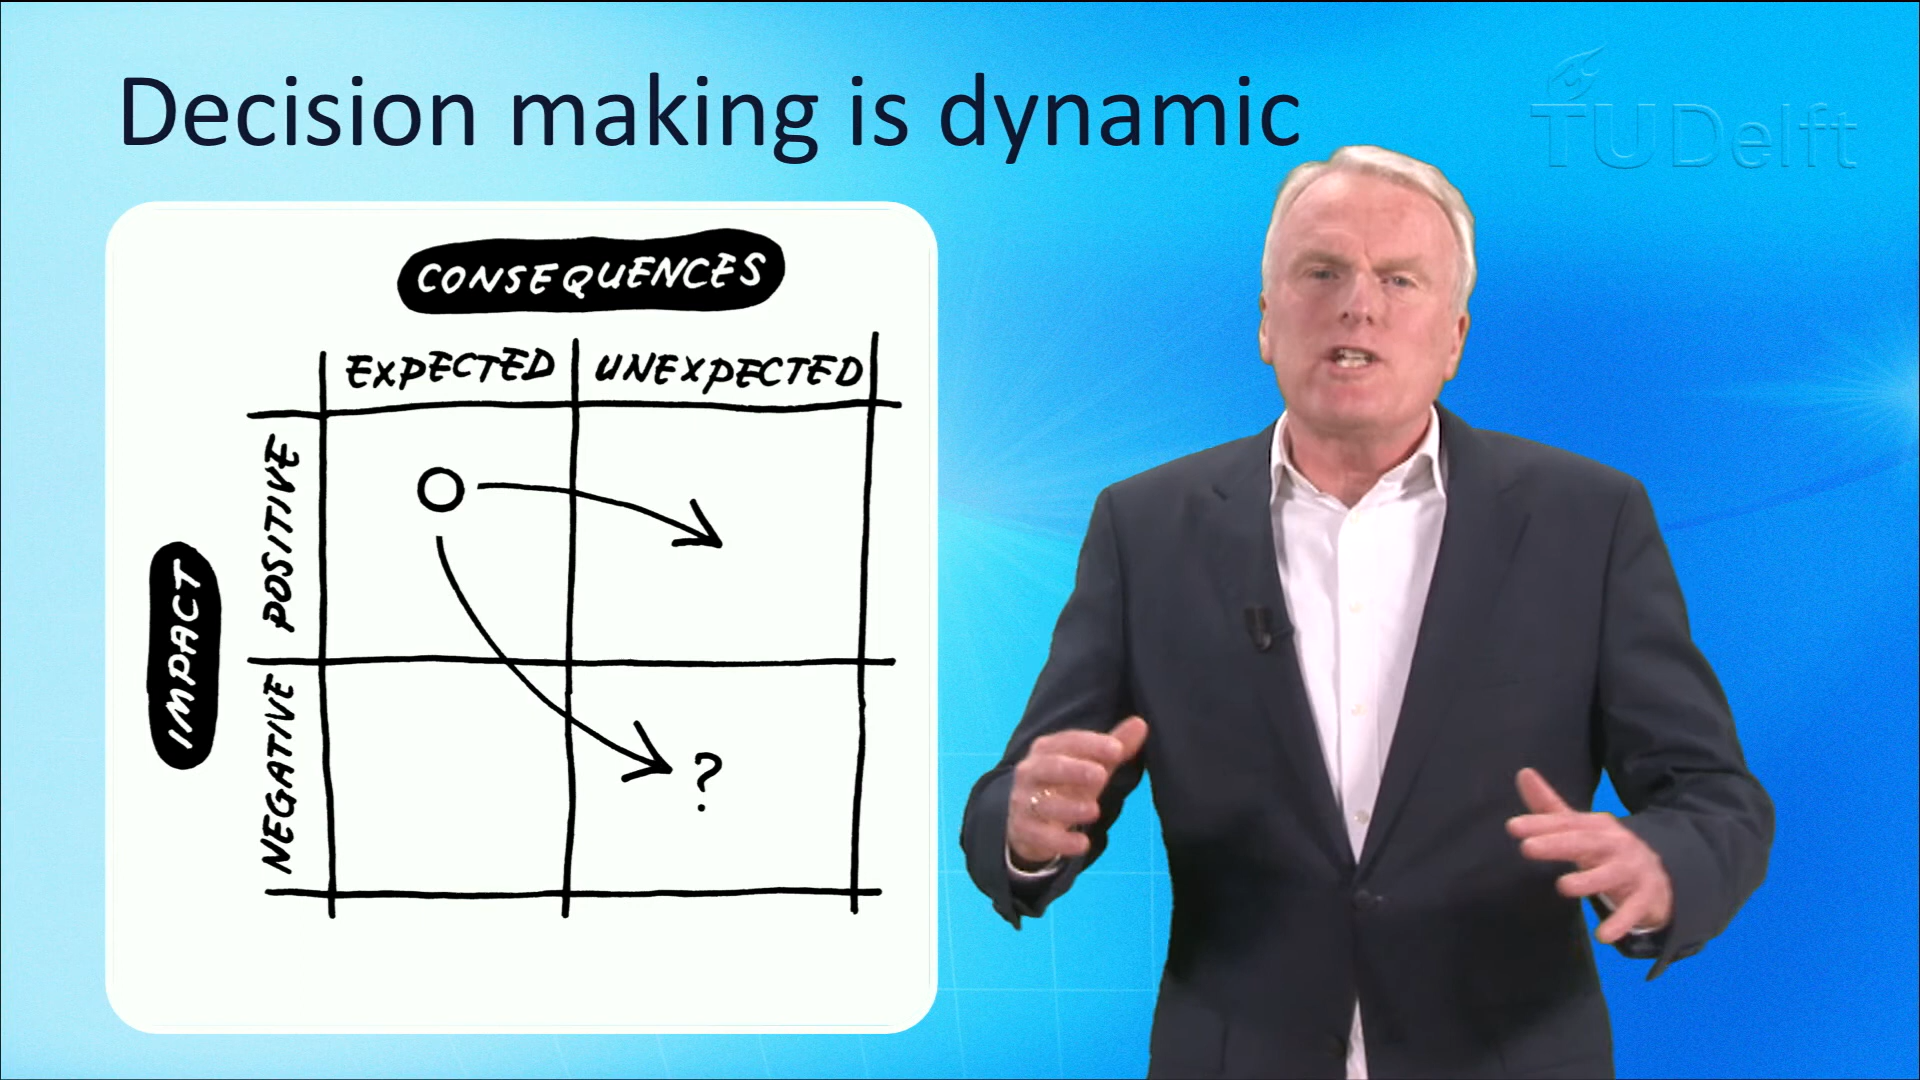 Decision making is dynamic
TUDelft
CONSEQUENCES
EXPECTED UNEXPECTED
IMPACT
POSITIVE
NEGATIVE
?